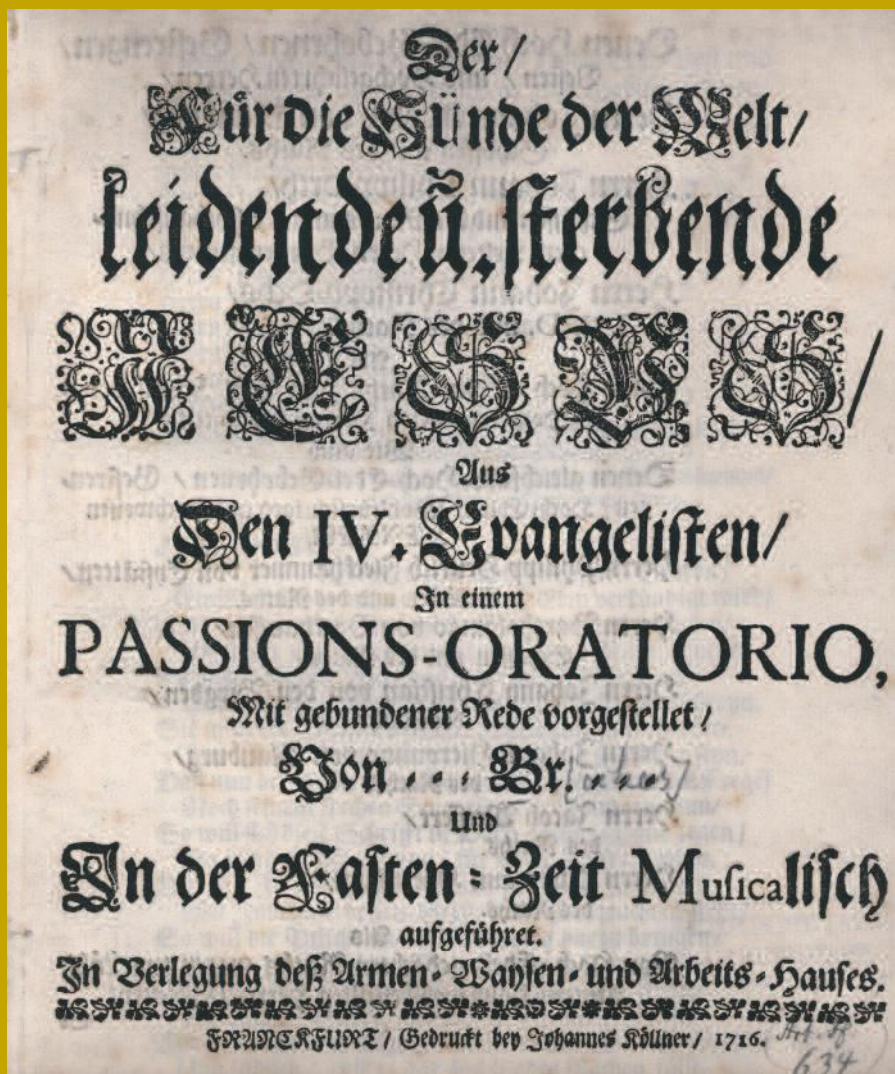 Der/
Für die Sünde der Welt/
leidende uñ. sterbende
JESUS/
Aus
Den IV. Evangelisten/
In einem
PASSIONS-ORATORIO,
Mit gebundener Rede vorgestellet/
Von - - - Br.
Und
In der Fasten-Zeit Musicalisch
aufgeführet.
In Verlegung deß Armen-Waysen-und Arbeits-Hauses.
FRANCKFURT/ Gedruckt bey Johannes Köllner/ 1716.
634